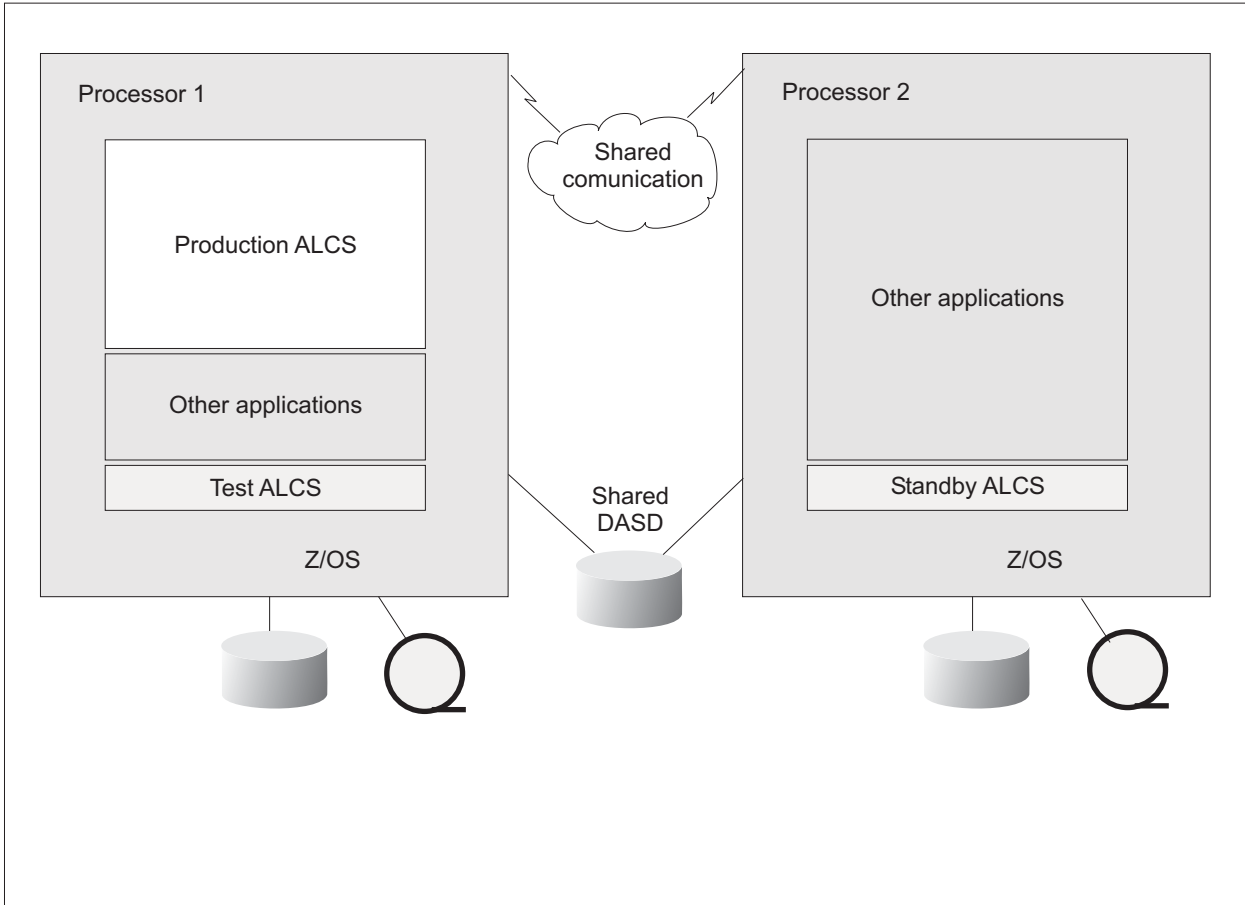 Processor 1
Production ALCS
Other applications
Test ALCS
Z/OS
Shared
comunication
Shared
DASD
Processor 2
Other applications
Standby ALCS
Z/OS